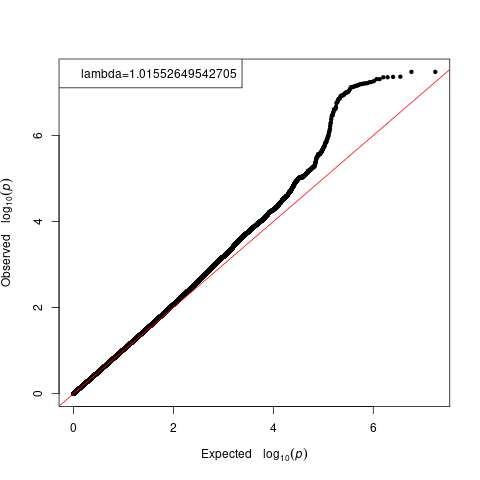 lambda=1.01552649542705
6
4
2
0
0 2 4 6
Observed log10(p)
Expected log10(p)